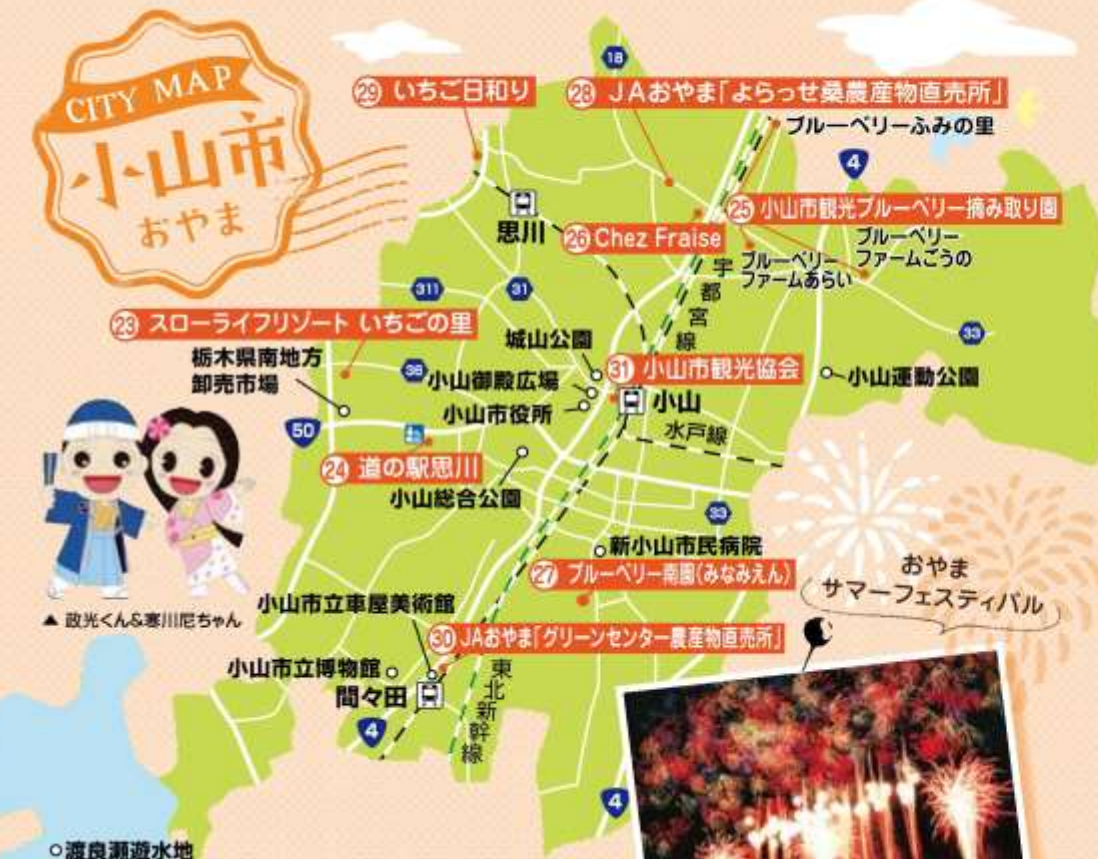 CITY MAP
小山市
おやま
18
㉙ いちご日和り
㉘ JAおやま「よらっせ桑農産物直売所」
ブルーベリーふみの里
4
思川
㉕ 小山市観光ブルーベリー摘み取り園
㉖ Chez Fraise
ブルーベリー
ファームあらい
ブルーベリー
ファームごうの
宇都宮線
311
31
㉓ スローライフリゾート いちごの里
33
城山公園
栃木県南地方
卸売市場
36
小山御殿広場
㉛ 小山市観光協会
小山運動公園
小山市役所
小山
水戸線
50
㉔ 道の駅思川
小山総合公園
33
新小山市民病院
㉗ ブルーベリー南園(みなみえん)
おやま
サマーフェスティバル
▲ 政光くん&寒川尼ちゃん
小山市立車屋美術館
㉚ JAおやま「グリーンセンター農産物直売所」
小山市立博物館
間々田
東北新幹線
4
4
渡良瀬遊水地